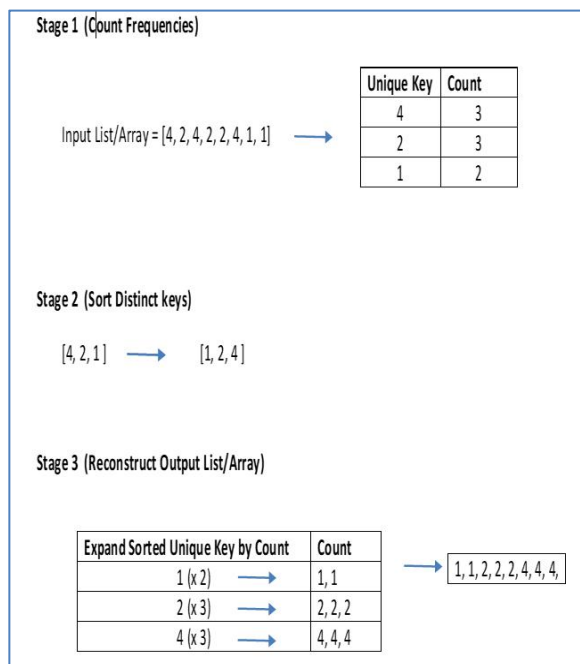 Stage 1 (Count Frequencies)
Unique Key Count
4 3
Input List/Array = [4, 2, 4, 2, 2, 4, 1, 1]
2 3
1 2
Stage 2 (Sort Distinct keys)
[4, 2, 1 ] [1, 2, 4 ]
Stage 3 (Reconstruct Output List/Array)
Expand Sorted Unique Key by Count Count
1 (x 2) 1, 1
1, 1, 2, 2, 2, 4, 4, 4,
2 (x 3) 2, 2, 2
4 (x 3) 4, 4, 4